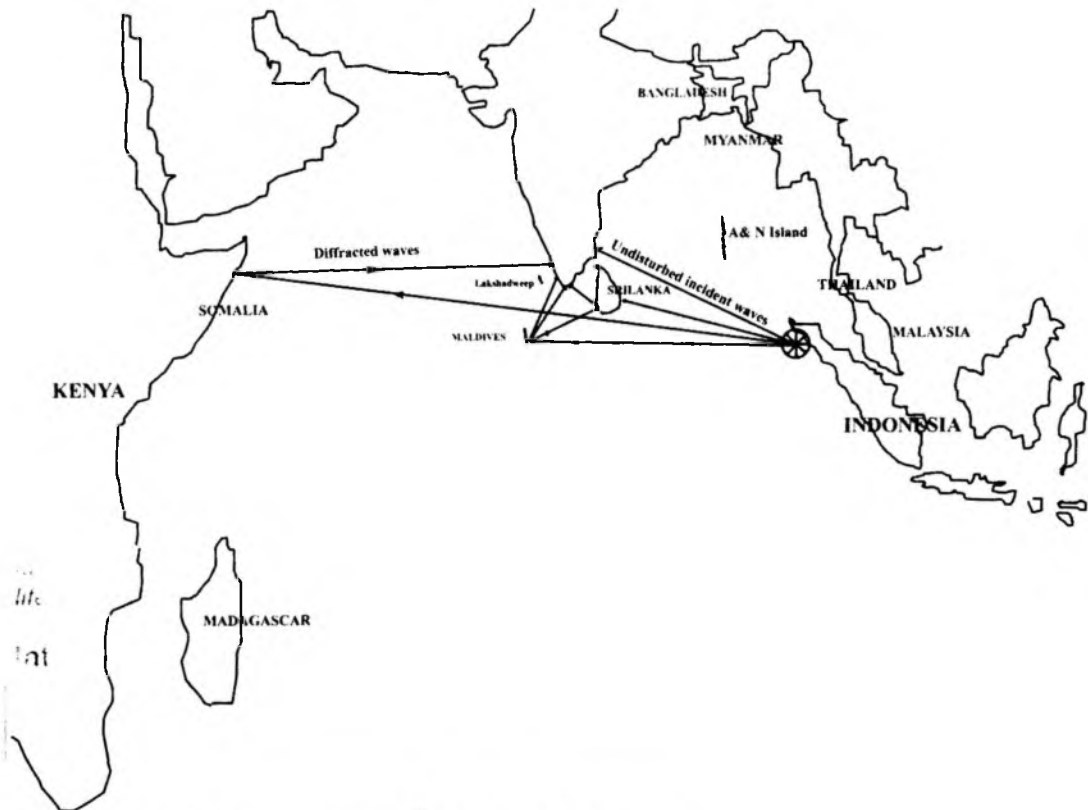 BANGLADESH
MYANMAR
A& N Island
Diffracted waves
Undisturbed incident waves
Lakshadweep
SRILANKA
THAILAND
SOMALIA
MALDIVES
MALAYSIA
KENYA
INDONESIA
MADAGASCAR